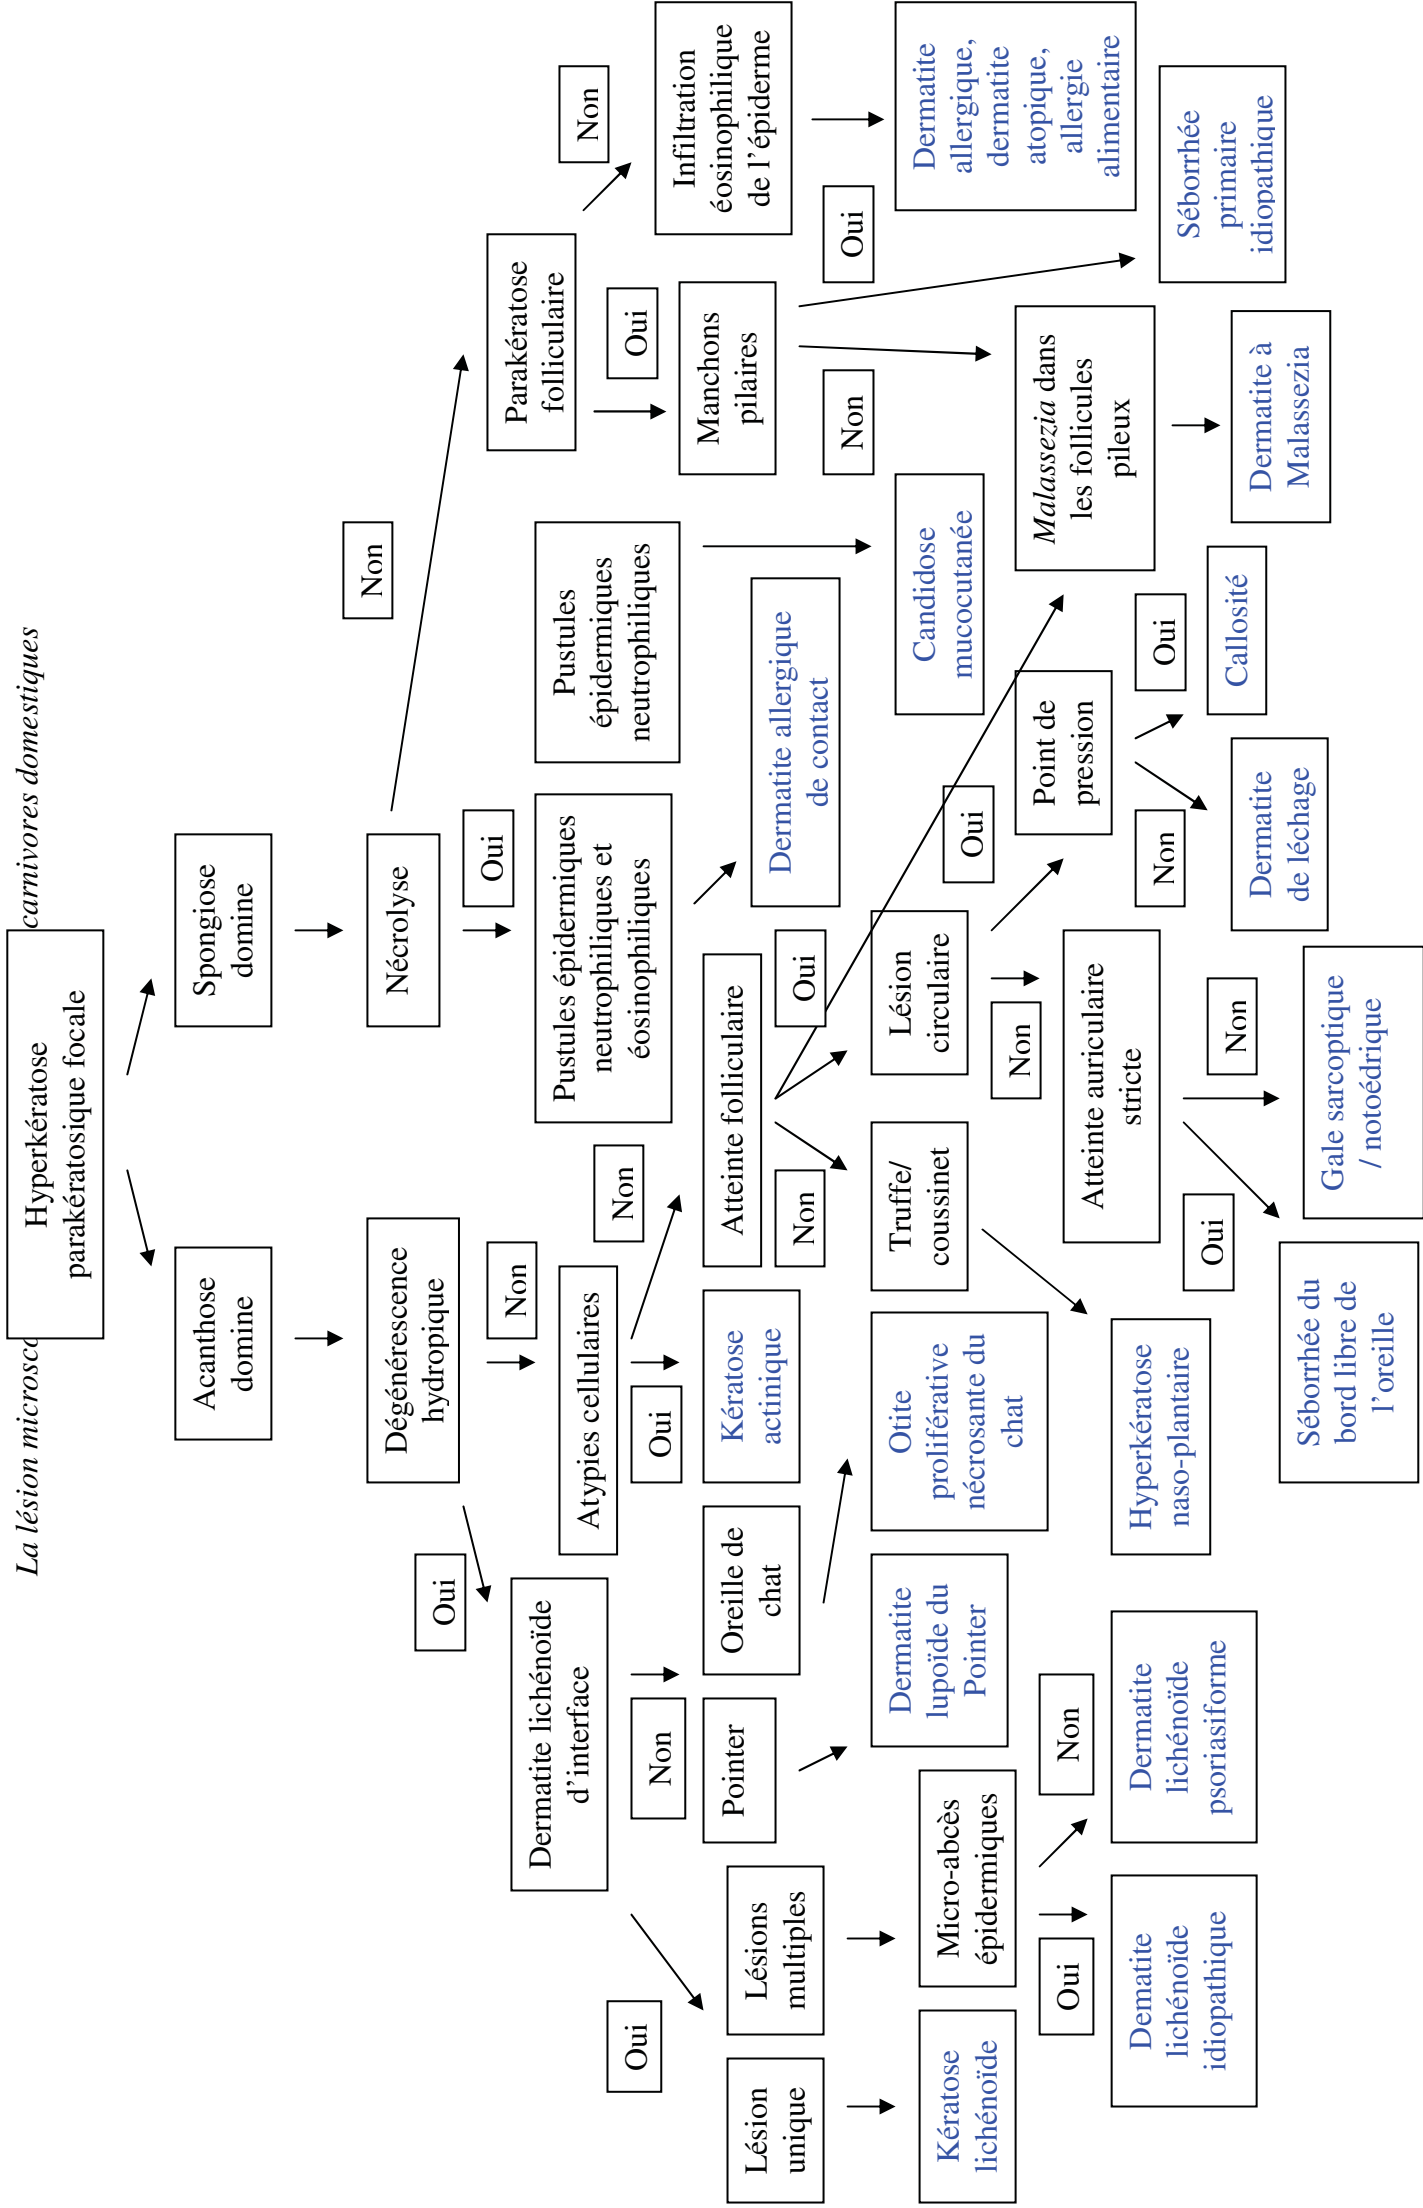 La lésion microsc
carnivores domestiques
Hyperkératose
parakératosique focale
Acanthose
domine
Spongiose
domine
Non
Dégénérescence
hydropique
Nécrolyse
Oui
Non
Oui
Parakératose
folliculaire
Non
Dermatite lichénoïde
d'interface
Atypies cellulaires
Pustules épidermiques
neutrophiliques et
éosinophiliques
Pustules
épidermiques
neutrophiliques
Oui
Non
Oui
Non
Oui
Infiltration
éosinophilique
de l'épiderme
Manchons
pilaires
Lésion
unique
Lésions
multiples
Pointer
Oreille de
chat
Kératose
actinique
Atteinte folliculaire
Dermatite allergique
de contact
Non
Oui
Non
Oui
Kératose
lichénoïde
Micro-abcès
épidermiques
Dermatite
lupoïde du
Pointer
Otite
proliférative
nécrosante du
chat
Truffe/
coussinet
Lésion
circulaire
Candidose
mucocutanée
Dermatite
allergique,
dermatite
atopique,
allergie
alimentaire
Oui
Non
Oui
Non
Point de
pression
Malassezia dans
les follicules
pileux
Dematite
lichénoïde
idiopathique
Dermatite
lichénoïde
psoriasiforme
Hyperkératose
naso-plantaire
Atteinte auriculaire
stricte
Non
Oui
Séborrhée
primaire
idiopathique
Oui
Non
Dermatite
de léchage
Callosité
Dermatite à
Malassezia
Séborrhée du
bord libre de
l'oreille
Gale sarcoptique
/ notoédrique